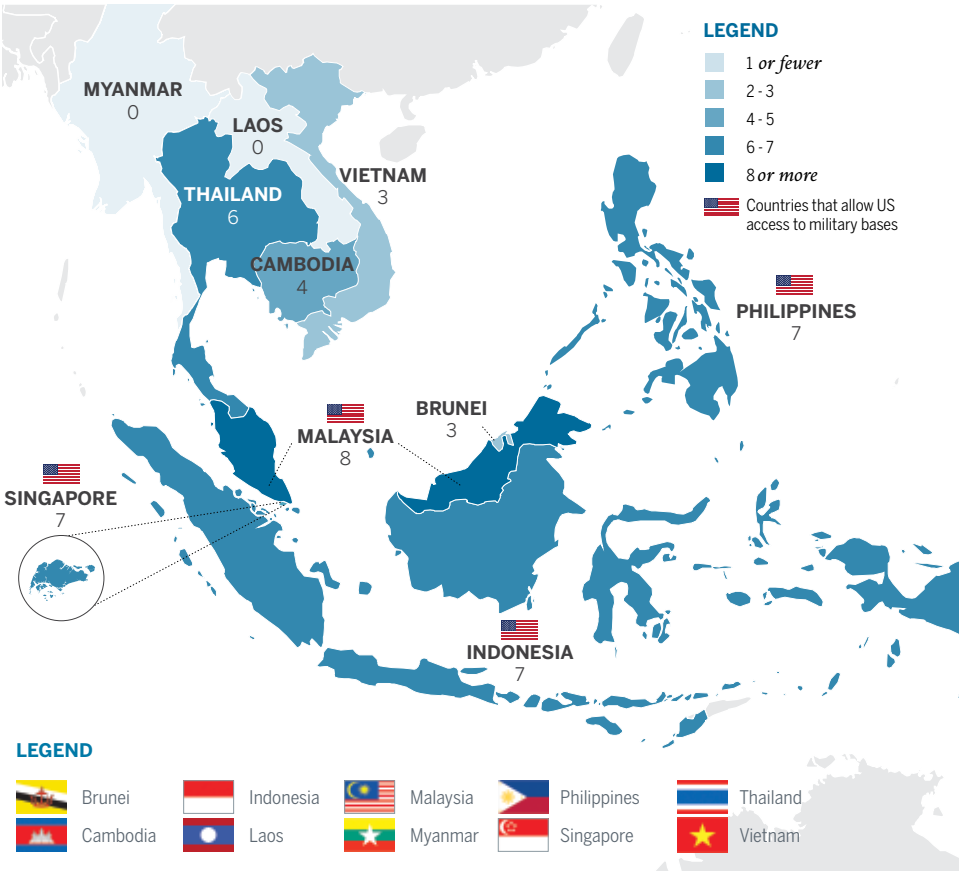 LEGEND
1 or fewer
2 - 3
4 - 5
6 - 7
8 or more
Countries that allow US
access to military bases
MYANMAR
0
LAOS
0
VIETNAM
3
THAILAND
6
CAMBODIA
4
PHILIPPINES
7
BRUNEI
3
MALAYSIA
8
SINGAPORE
7
INDONESIA
7
LEGEND
Brunei
Indonesia
Malaysia
Philippines
Thailand
Cambodia
Laos
Myanmar
Singapore
Vietnam